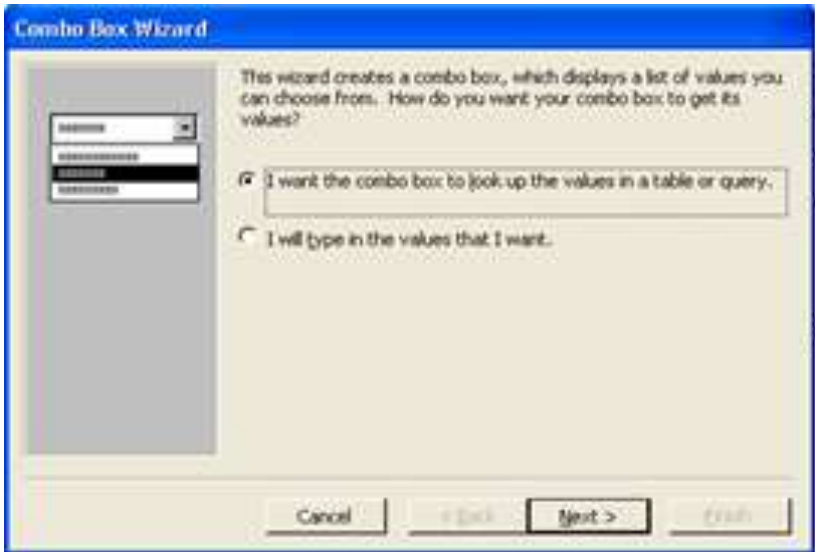 Combo Box Wizard
This wizard creates a combo box, which displays a list of values you
can choose from. How do you want your combo box to get its
values?
I want the combo box to look up the values in a table or query.
I will type in the values that I want.
Cancel
< Back
Next >
Finish